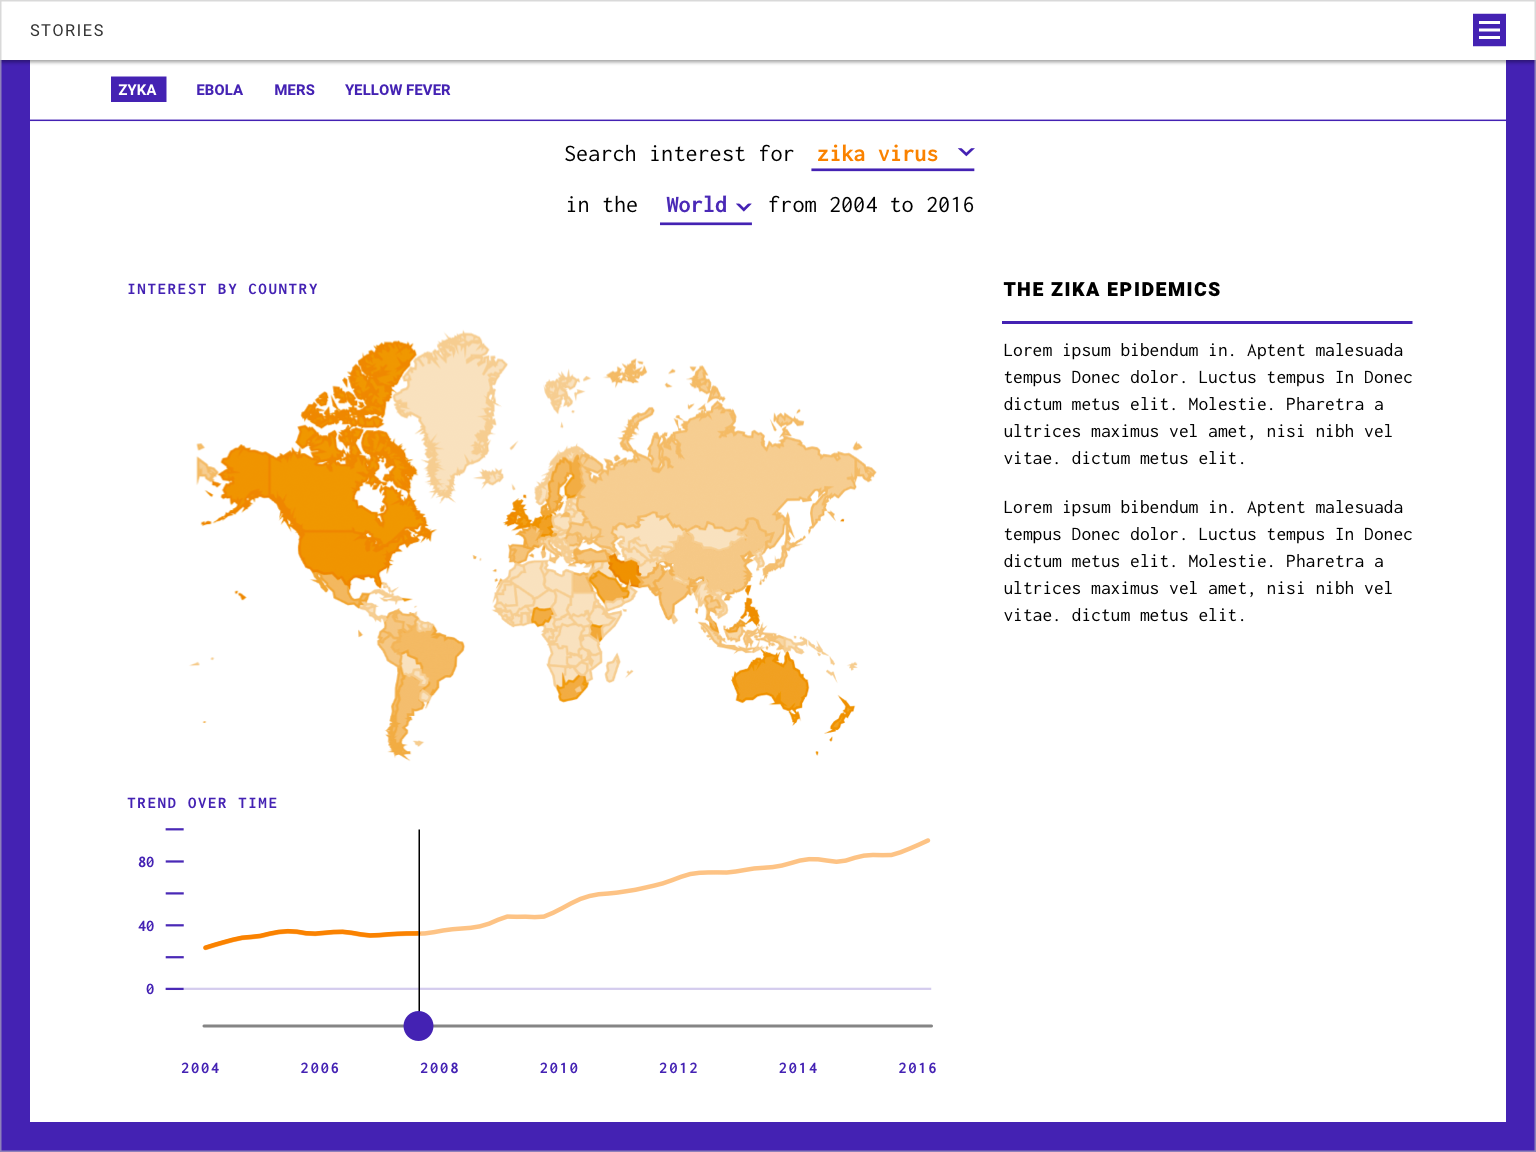 STORIES
ZYKA EBOLA MERS YELLOW FEVER
Search interest for zika virus
in the World from 2004 to 2016
INTEREST BY COUNTRY
THE ZIKA EPIDEMICS
Lorem ipsum bibendum in. Aptent malesuada
tempus Donec dolor. Luctus tempus In Donec
dictum metus elit. Molestie. Pharetra a
ultrices maximus vel amet, nisi nibh vel
vitae. dictum metus elit.
Lorem ipsum bibendum in. Aptent malesuada
tempus Donec dolor. Luctus tempus In Donec
dictum metus elit. Molestie. Pharetra a
ultrices maximus vel amet, nisi nibh vel
vitae. dictum metus elit.
TREND OVER TIME
80
40
0
2004 2006 2008 2010 2012 2014 2016